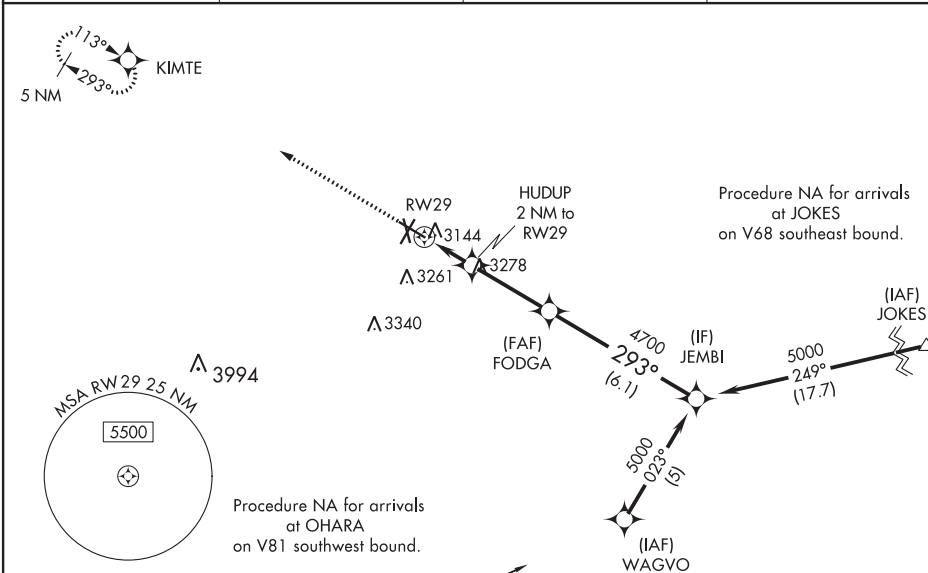 113°
293°
5 NM
KIMTE
HUDUP
2 NM to
RW29
RW29
3144
3278
3261
3340
3994
Procedure NA for arrivals
at JOKES
on V68 southeast bound.
(IAF)
JOKES
5000
249°
(17.7)
(IF)
JEMBI
4700
293°
(6.1)
(FAF)
FODGA
5000
023°
(5)
(IAF)
WAGVO
MSA RW29 25 NM
5500
Procedure NA for arrivals
at OHARA
on V81 southwest bound.